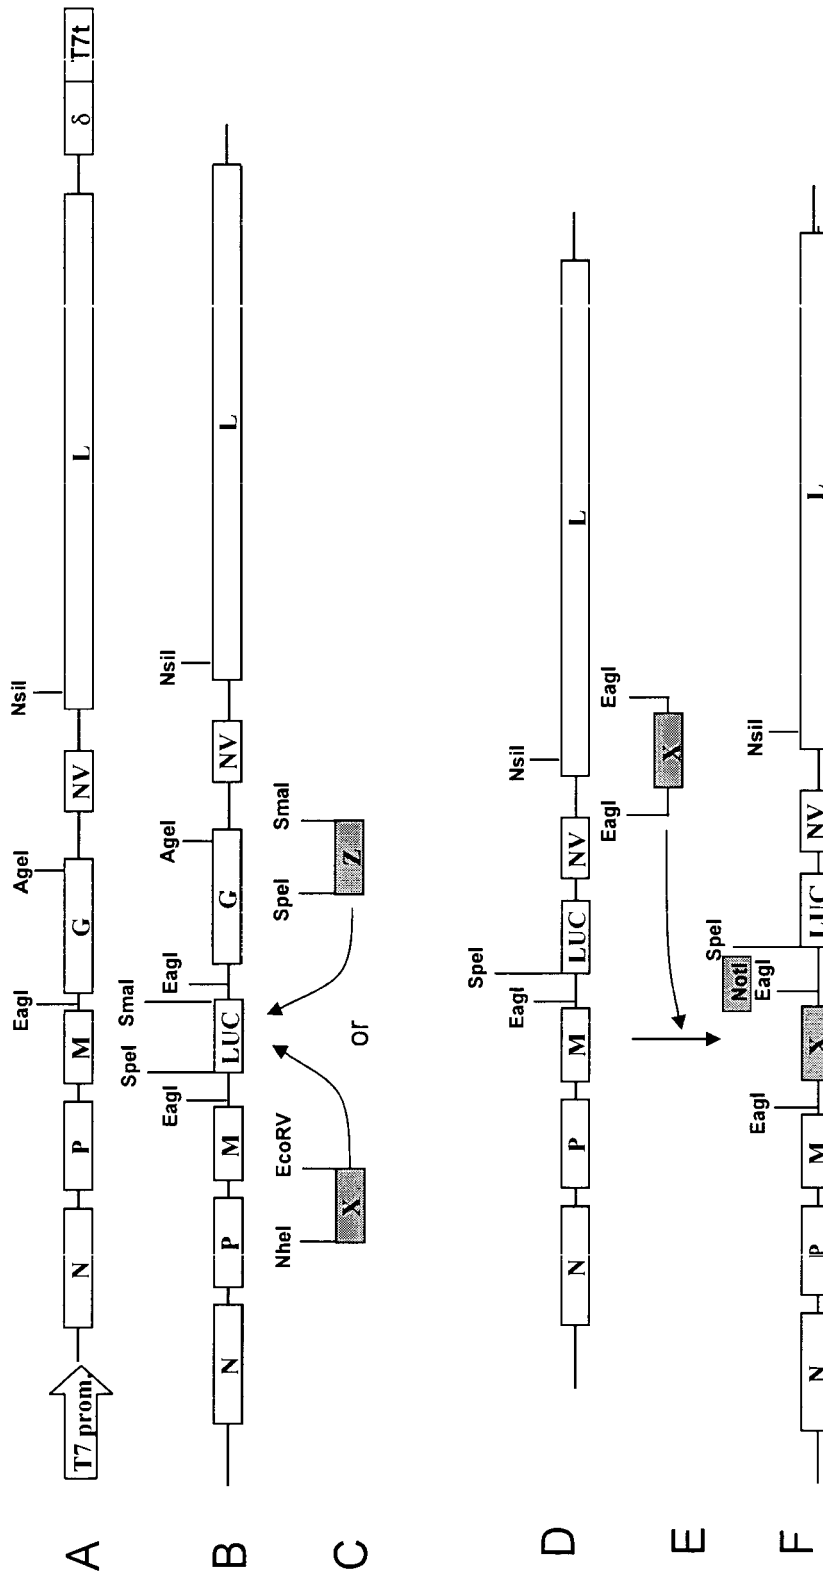 A
T7 prom.
N
P
M
EagI
G
AgeI
NV
NsiI
L
δ
T7t
B
N
P
M
EagI
SpeI
LUC
SmaI
EagI
G
AgeI
NV
NsiI
L
C
NheI
X
EcoRV
or
SpeI
Z
SmaI
D
N
P
M
EagI
SpeI
LUC
NV
NsiI
L
E
EagI
X
EagI
F
N
P
M
EagI
X
EagI
NotI
SpeI
LUC
NV
NsiI
L